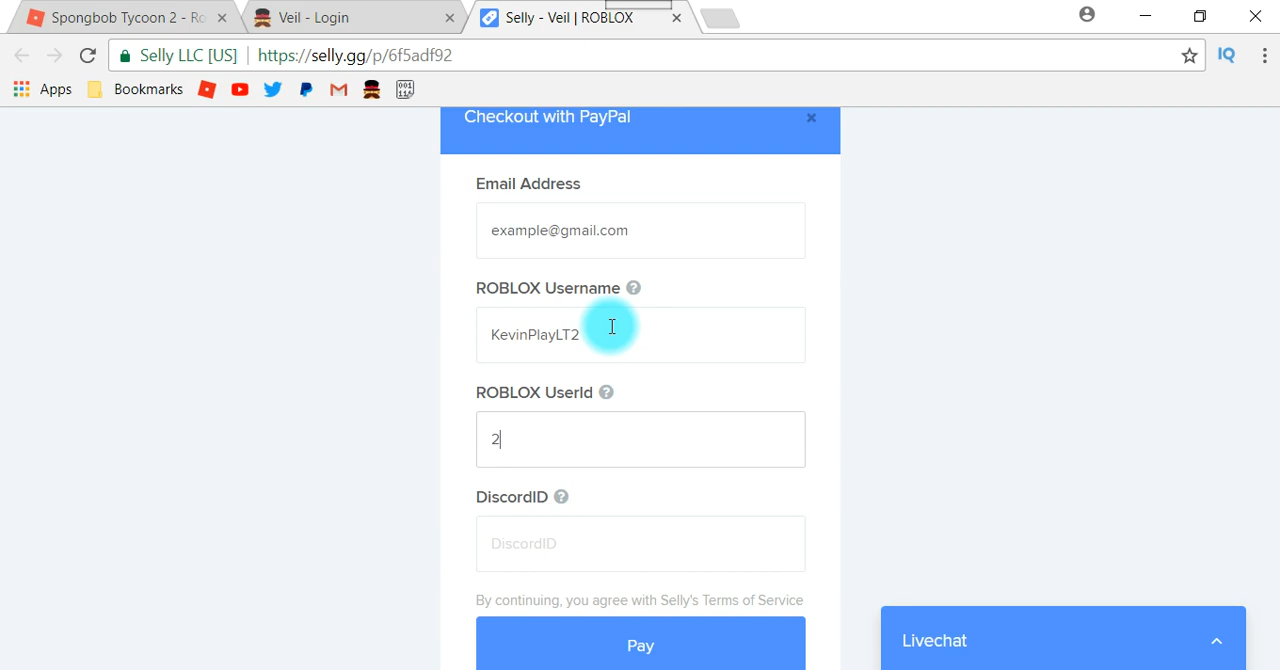 Spongbob Tycoon 2 - Ro
Veil - Login
Selly - Veil | ROBLOX
Selly LLC [US]
https://selly.gg/p/6f5adf92
IQ
Apps
Bookmarks
Checkout with PayPal
Email Address
example@gmail.com
ROBLOX Username
KevinPlayLT2
ROBLOX UserId
2
DiscordID
DiscordID
By continuing, you agree with Selly's Terms of Service
Pay
Livechat